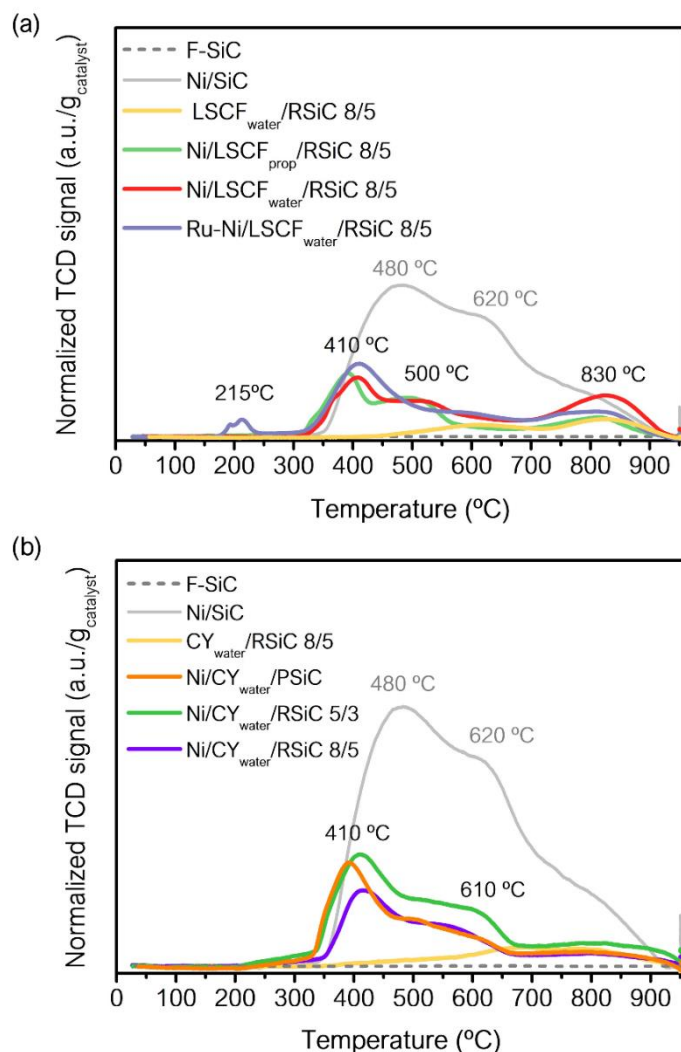 (a)
F-SiC
Ni/SiC
LSCFwater/RSiC 8/5
Ni/LSCFprop/RSiC 8/5
Ni/LSCFwater/RSiC 8/5
Ru-Ni/LSCFwater/RSiC 8/5
480 ºC
620 ºC
410 ºC
500 ºC
830 ºC
215ºC
Normalized TCD signal (a.u./gcatalyst)
0 100 200 300 400 500 600 700 800 900
Temperature (ºC)
(b)
F-SiC
Ni/SiC
CYwater/RSiC 8/5
Ni/CYwater/PSiC
Ni/CYwater/RSiC 5/3
Ni/CYwater/RSiC 8/5
480 ºC
620 ºC
410 ºC
610 ºC
Normalized TCD signal (a.u./gcatalyst)
0 100 200 300 400 500 600 700 800 900
Temperature (ºC)